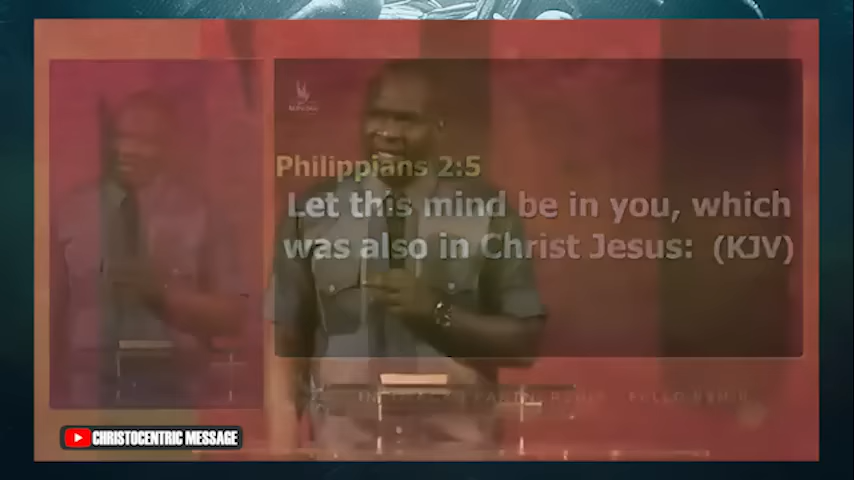 Philippians 2:5
Let this mind be in you, which
was also in Christ Jesus: (KJV)
CHRISTOCENTRIC MESSAGE